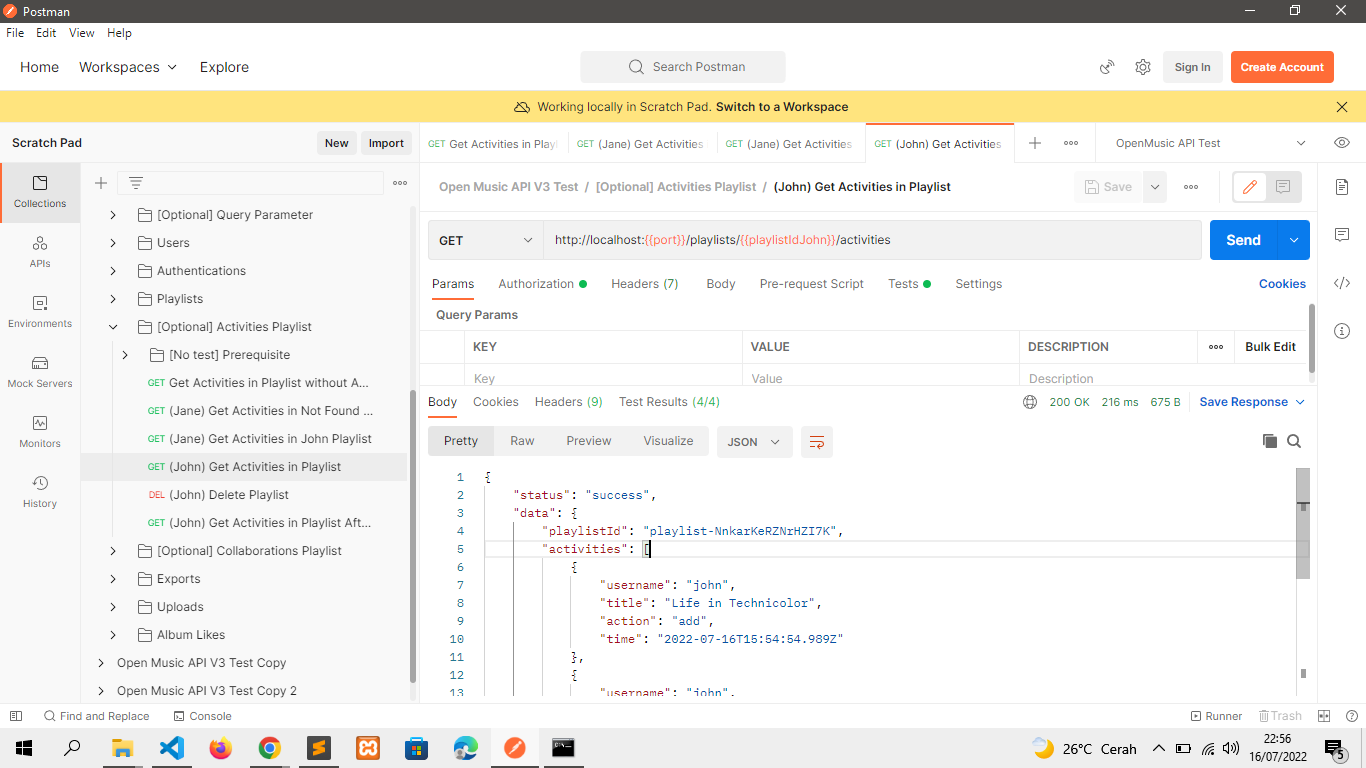 Postman
File Edit View Help
Home Workspaces Explore Search Postman Sign In Create Account
Working locally in Scratch Pad. Switch to a Workspace
Scratch Pad New Import
GET Get Activities in Playl GET (Jane) Get Activities GET (Jane) Get Activities GET (John) Get Activities OpenMusic API Test
Collections
APIs
Environments
Mock Servers
Monitors
History
[Optional] Query Parameter
Users
Authentications
Playlists
[Optional] Activities Playlist
[No test] Prerequisite
GET Get Activities in Playlist without A...
GET (Jane) Get Activities in Not Found ...
GET (Jane) Get Activities in John Playlist
GET (John) Get Activities in Playlist
DEL (John) Delete Playlist
GET (John) Get Activities in Playlist Aft...
[Optional] Collaborations Playlist
Exports
Uploads
Album Likes
Open Music API V3 Test Copy
Open Music API V3 Test Copy 2
Open Music API V3 Test / [Optional] Activities Playlist / (John) Get Activities in Playlist Save
GET http://localhost:{{port}}/playlists/{{playlistIdJohn}}/activities Send
Params Authorization Headers (7) Body Pre-request Script Tests Settings Cookies
Query Params
KEY VALUE DESCRIPTION Bulk Edit
Key Value Description
Body Cookies Headers (9) Test Results (4/4) 200 OK 216 ms 675 B Save Response
Pretty Raw Preview Visualize JSON
1 {
2 "status": "success",
3 "data": {
4 "playlistId": "playlist-NnkarKeRZNrHZI7K",
5 "activities": [
6 {
7 "username": "john",
8 "title": "Life in Technicolor",
9 "action": "add",
10 "time": "2022-07-16T15:54:54.989Z"
11 },
12 {
13 "username": "john",
Find and Replace Console Runner Trash
26°C Cerah 22:56
16/07/2022
5